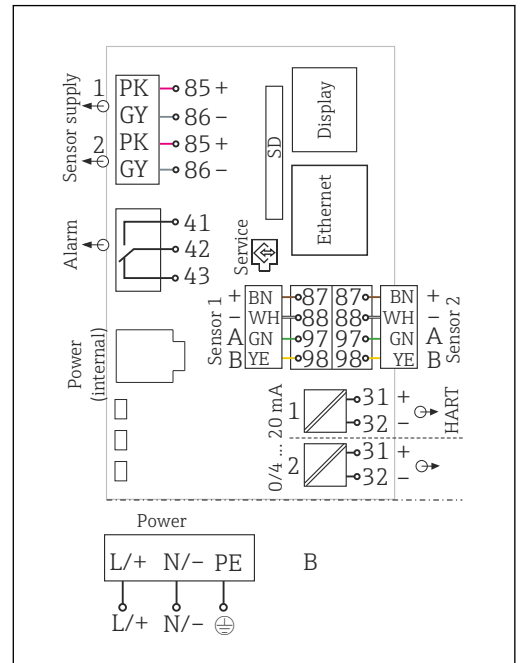 Sensor supply
1 PK 85 +
GY 86 −
2 PK 85 +
GY 86 −
Display
SD
Ethernet
Alarm
41
42
43
Service
Power
(internal)
Sensor 1
+ BN 87 87 BN +
− WH 88 88 WH −
A GN 97 97 GN A
B YE 98 98 YE B
Sensor 2
0/4 ... 20 mA
1 31 +
32 −
HART
2 31 +
32 −
Power
L/+ N/− PE
B
L/+ N/−